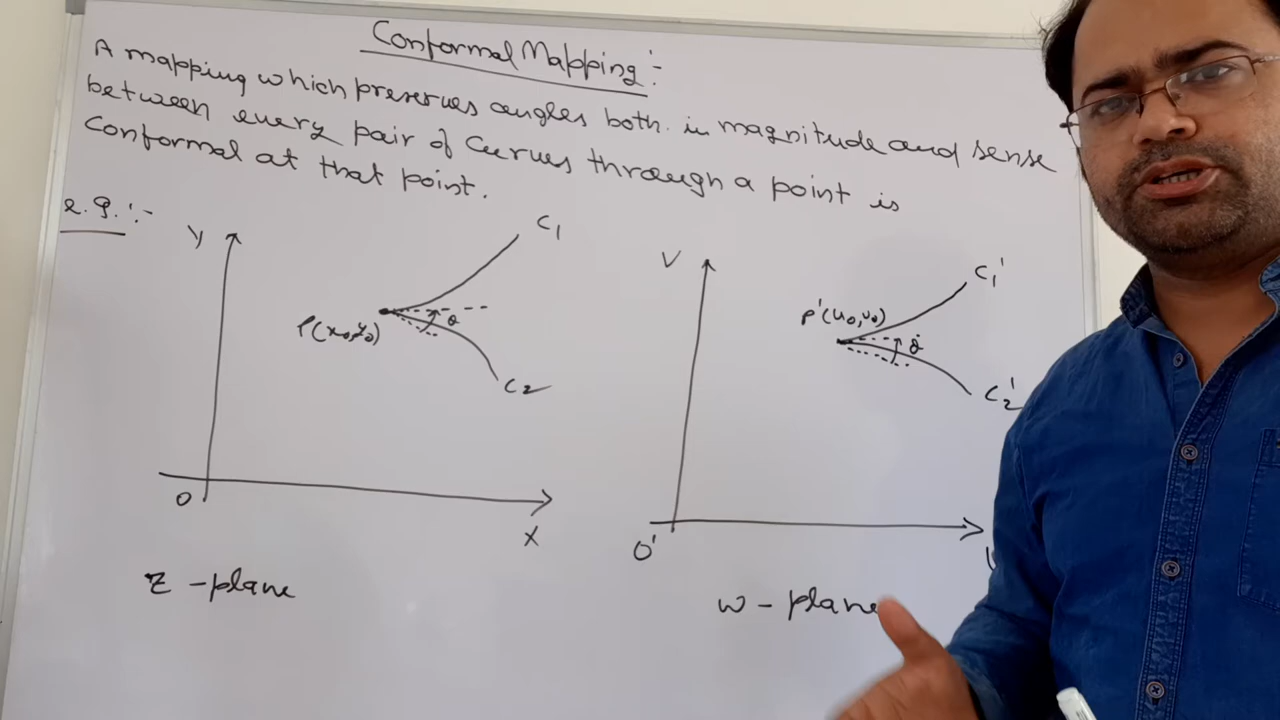 Conformal Mapping :-
A mapping which preserves angles both in magnitude and sense
between every pair of Curves through a point is
Conformal at that point.
e.g. :-
Y
C1
P(x0,y0)
θ
C2
O
X
Z - plane
V
C1'
P'(u0,v0)
θ
C2'
O'
w - plane